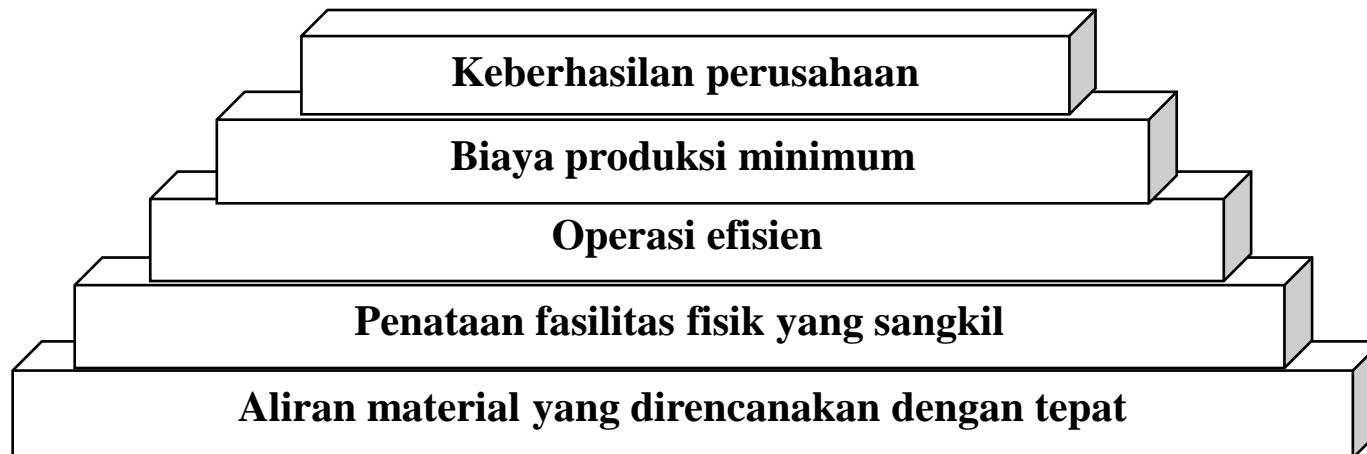 Keberhasilan perusahaan
Biaya produksi minimum
Operasi efisien
Penataan fasilitas fisik yang sangkil
Aliran material yang direncanakan dengan tepat